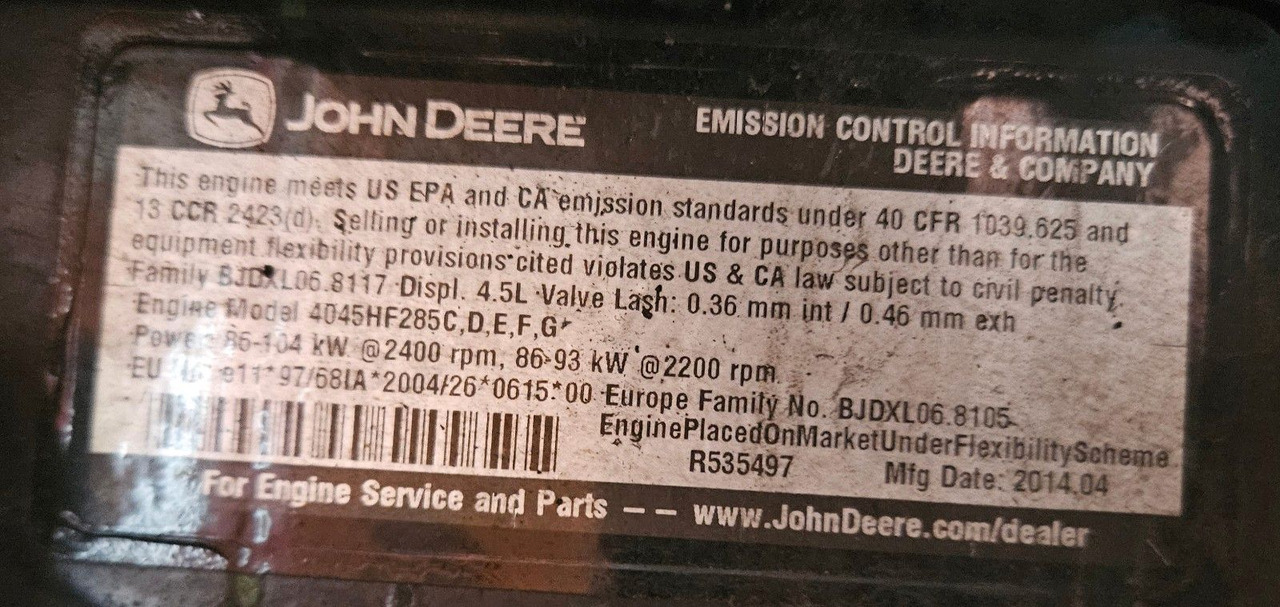 JOHN DEERE
EMISSION CONTROL INFORMATION
DEERE & COMPANY
This engine meets US EPA and CA emission standards under 40 CFR 1039.625 and
13 CCR 2423(d). Selling or installing this engine for purposes other than for the
equipment flexibility provisions cited violates US & CA law subject to civil penalty.
Family BJDXL06.8117 Displ. 4.5L Valve Lash: 0.36 mm int / 0.46 mm exh
Engine Model 4045HF285C,D,E,F,G
Power: 86-104 kW @2400 rpm, 86-93 kW @2200 rpm
EU e11*97/68IA*2004/26*0615*00 Europe Family No. BJDXL06.8105
EnginePlacedOnMarketUnderFlexibilityScheme
R535497 Mfg Date: 2014.04
For Engine Service and Parts -- www.JohnDeere.com/dealer